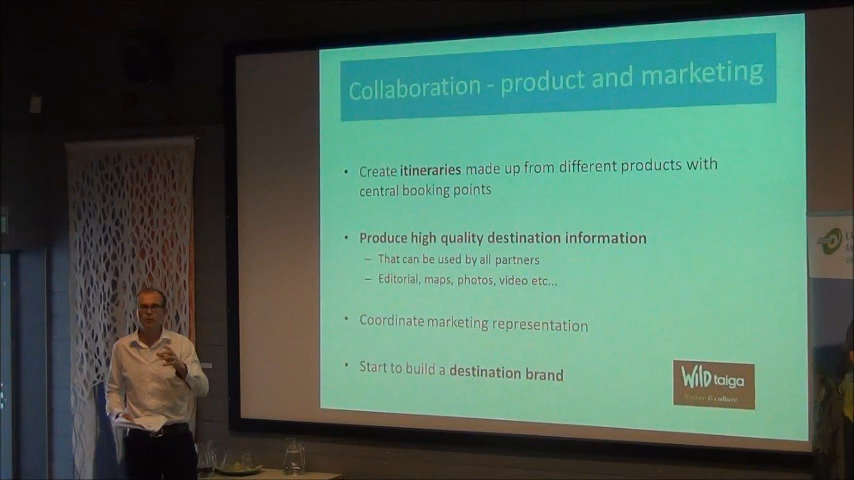 Collaboration - product and marketing
• Create itineraries made up from different products with
central booking points
• Produce high quality destination information
– That can be used by all partners
– Editorial, maps, photos, video etc...
• Coordinate marketing representation
• Start to build a destination brand
Wild taiga
Nature & culture